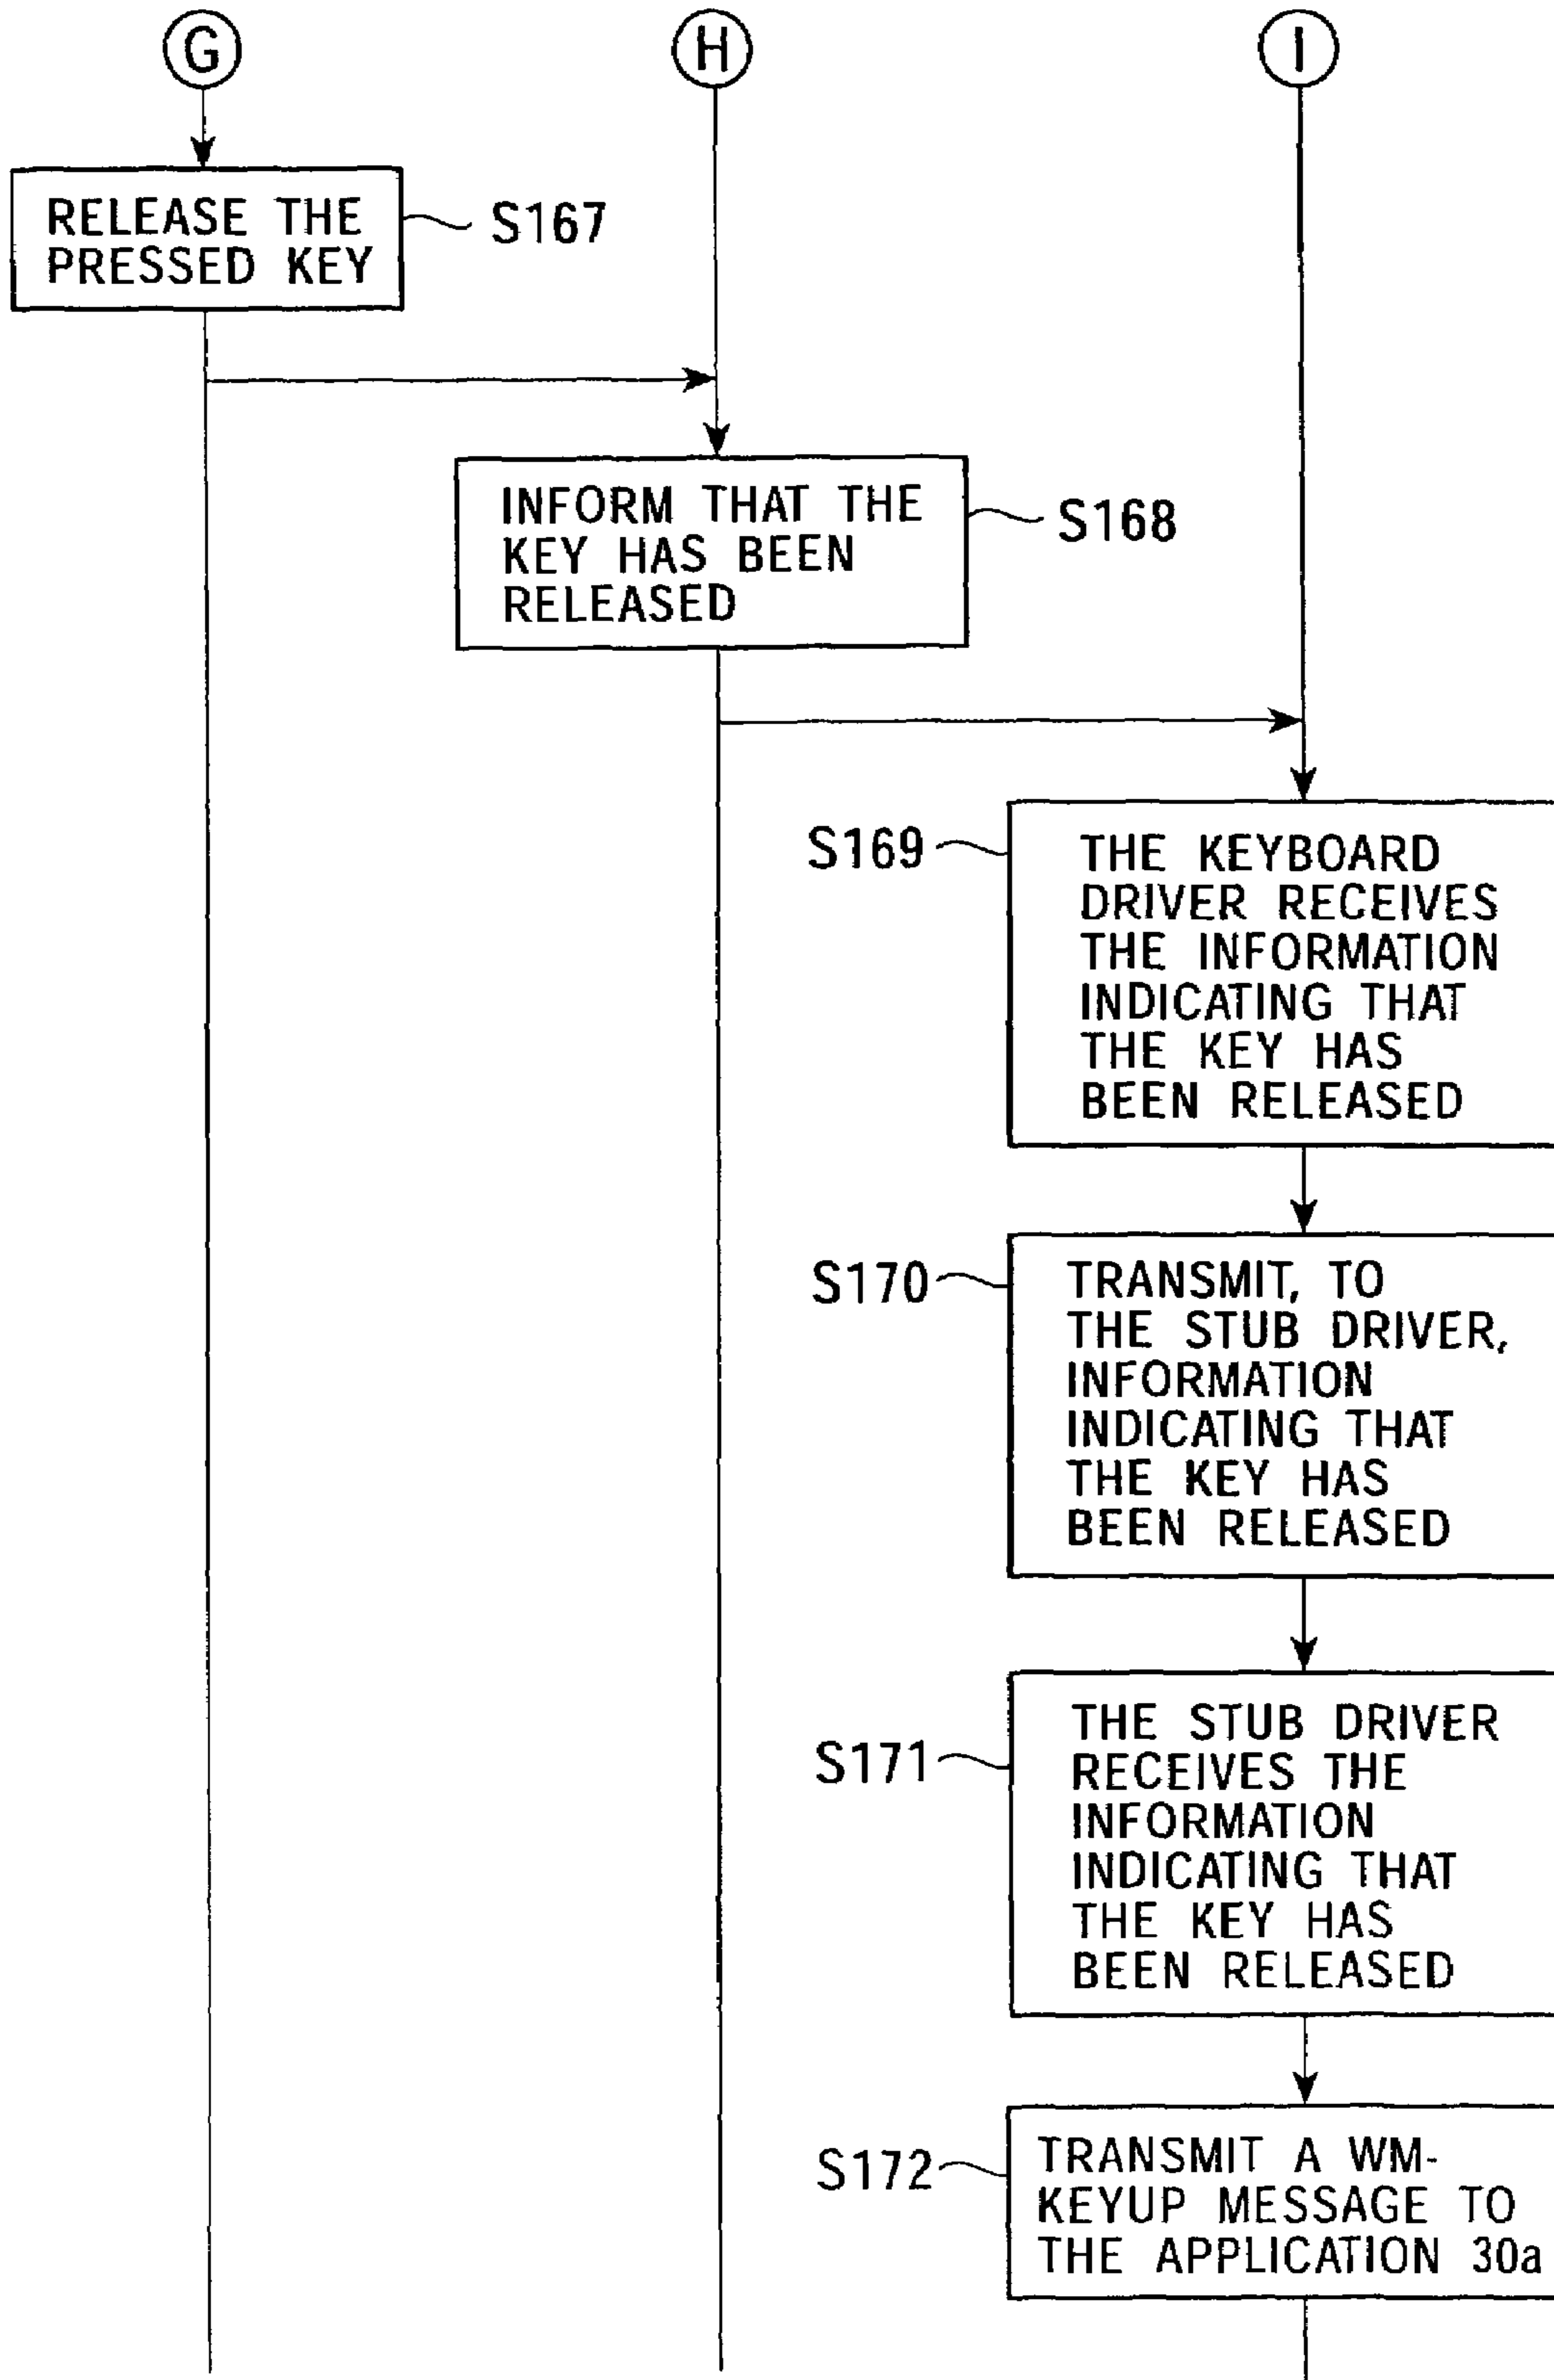 G
H
I
RELEASE THE
PRESSED KEY
S167
INFORM THAT THE
KEY HAS BEEN
RELEASED
S168
S169
THE KEYBOARD
DRIVER RECEIVES
THE INFORMATION
INDICATING THAT
THE KEY HAS
BEEN RELEASED
S170
TRANSMIT, TO
THE STUB DRIVER,
INFORMATION
INDICATING THAT
THE KEY HAS
BEEN RELEASED
S171
THE STUB DRIVER
RECEIVES THE
INFORMATION
INDICATING THAT
THE KEY HAS
BEEN RELEASED
S172
TRANSMIT A WM-
KEYUP MESSAGE TO
THE APPLICATION 30a